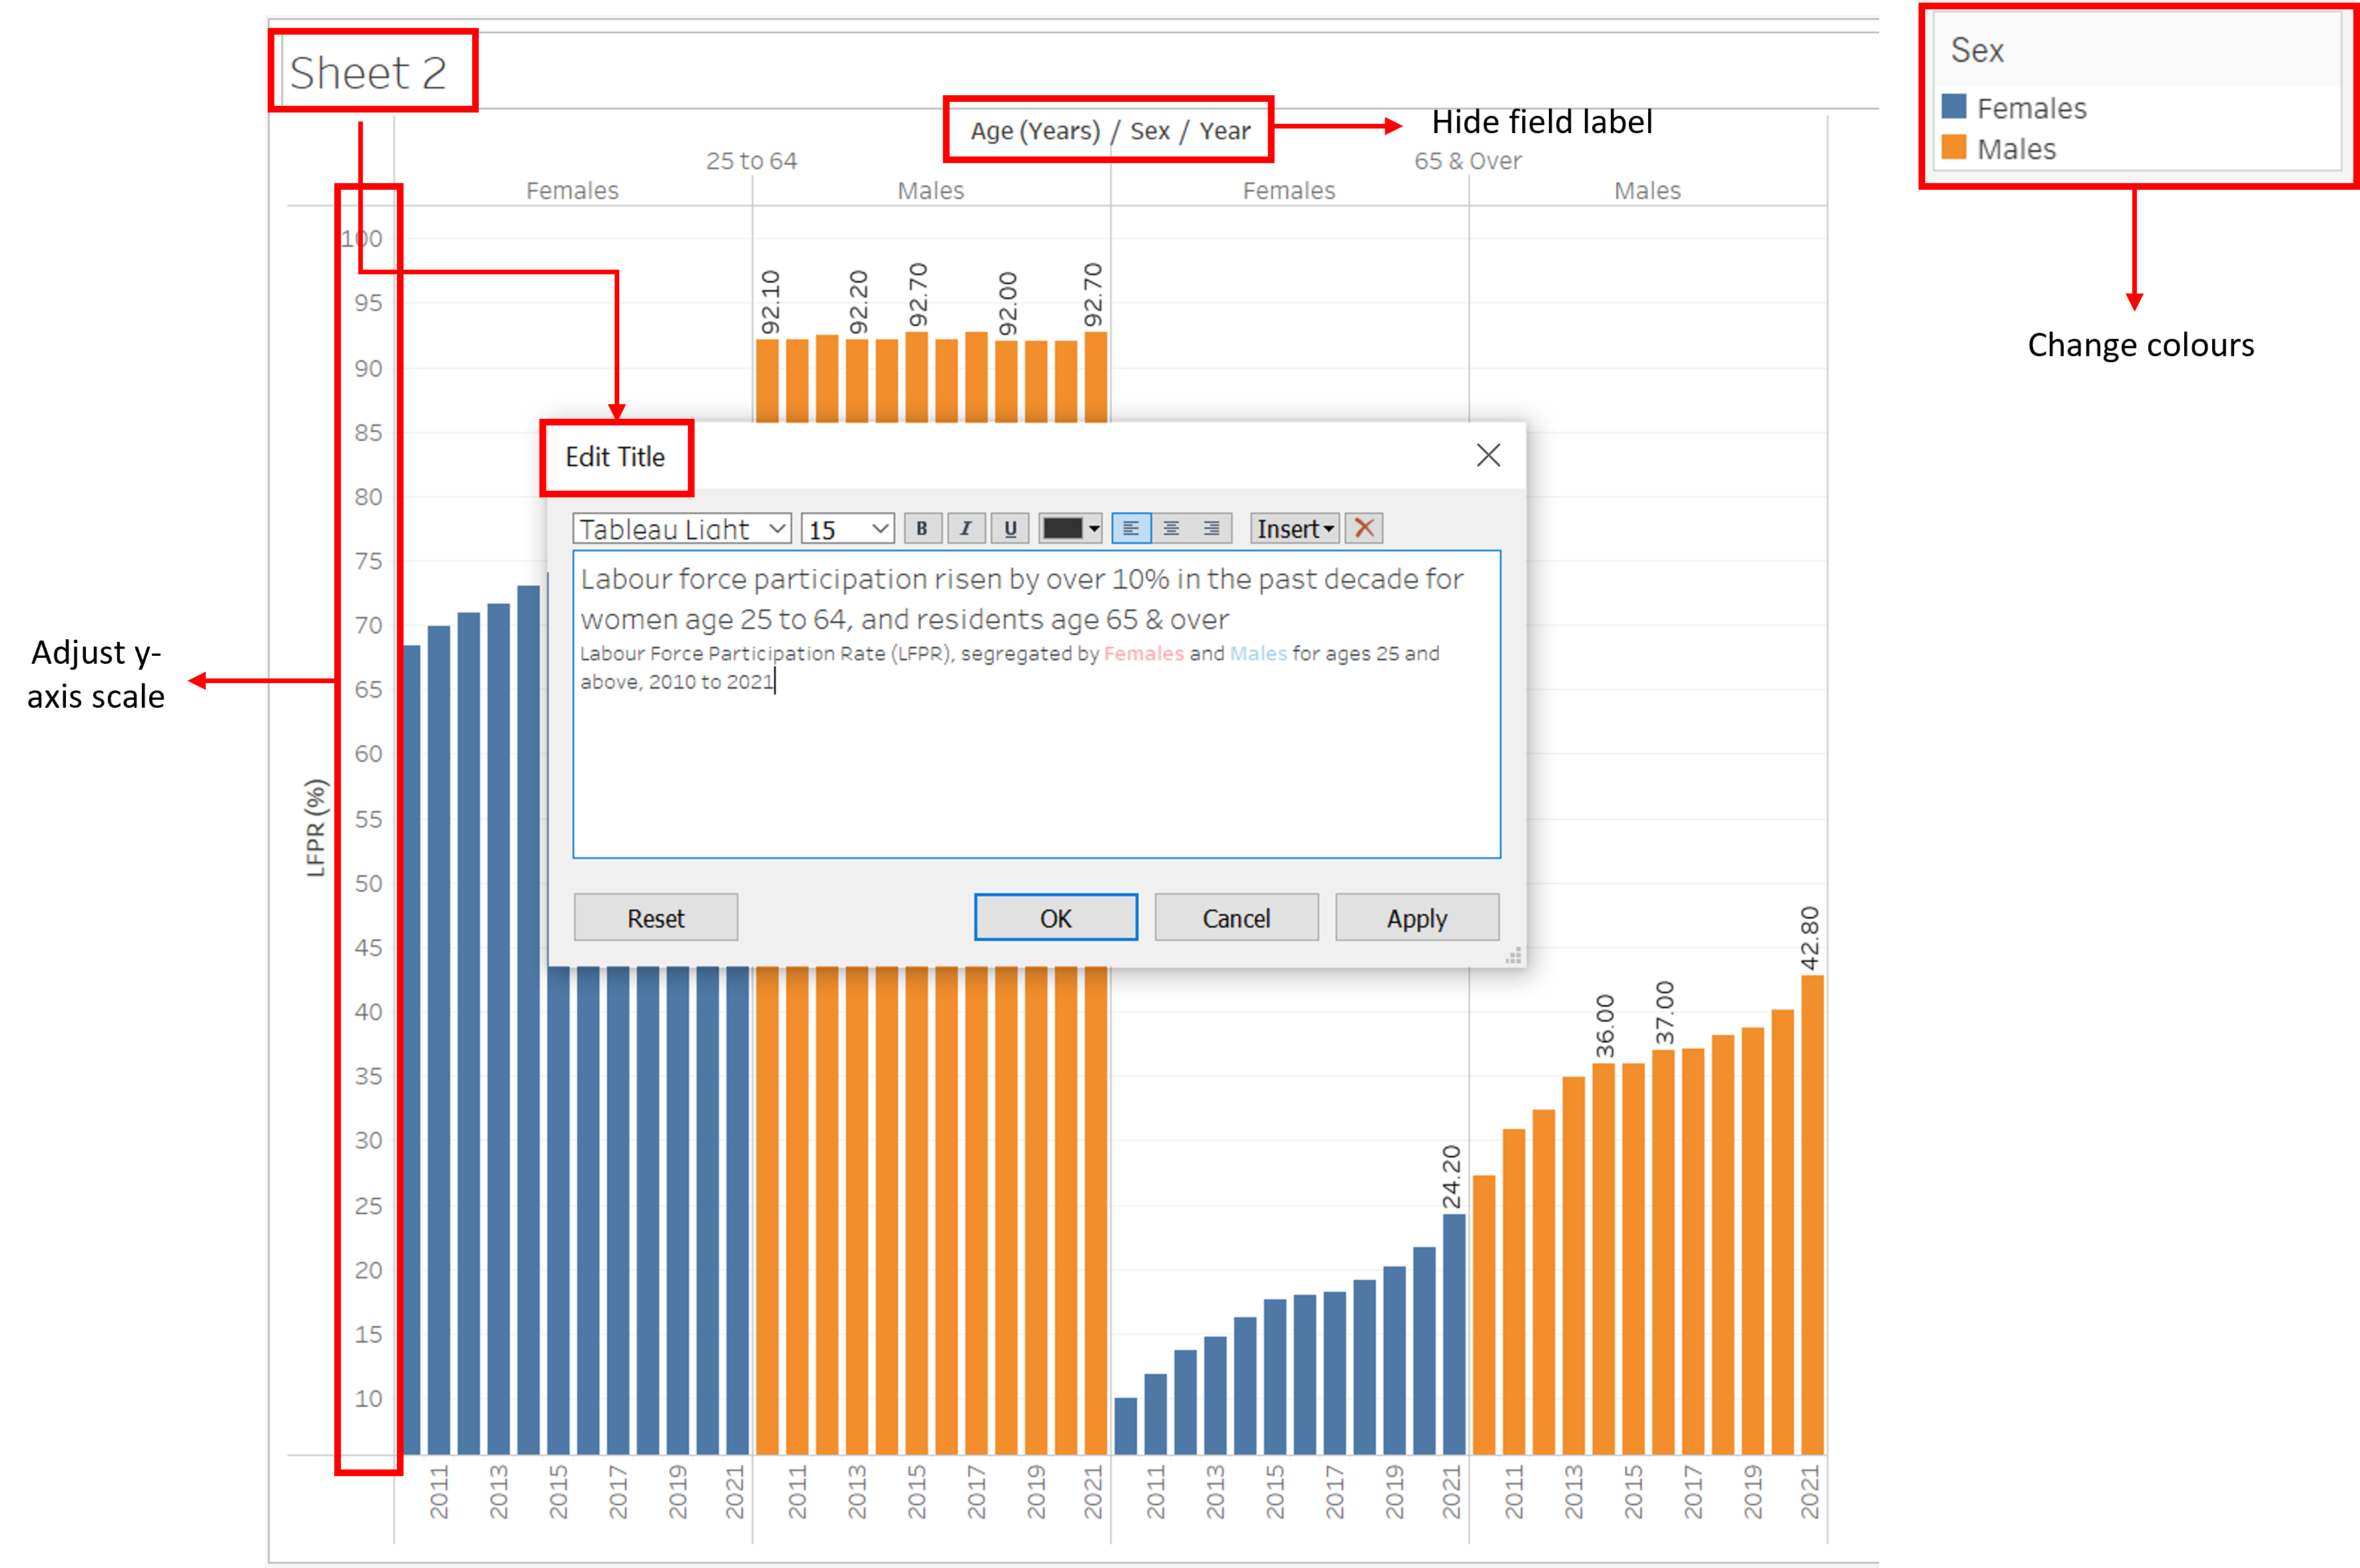 Sheet 2
Sex
Females
Males
Change colours
Age (Years) / Sex / Year
Hide field label
25 to 64
65 & Over
Females
Males
Females
Males
100
95
90
85
80
75
70
65
60
55
50
45
40
35
30
25
20
15
10
LFPR (%)
Adjust y-
axis scale
92.10
92.20
92.70
92.00
92.70
Edit Title
Tableau Light
15
B
I
U
Insert
Labour force participation risen by over 10% in the past decade for
women age 25 to 64, and residents age 65 & over
Labour Force Participation Rate (LFPR), segregated by Females and Males for ages 25 and
above, 2010 to 2021
Reset
OK
Cancel
Apply
24.20
36.00
37.00
42.80
2011
2013
2015
2017
2019
2021
2011
2013
2015
2017
2019
2021
2011
2013
2015
2017
2019
2021
2011
2013
2015
2017
2019
2021